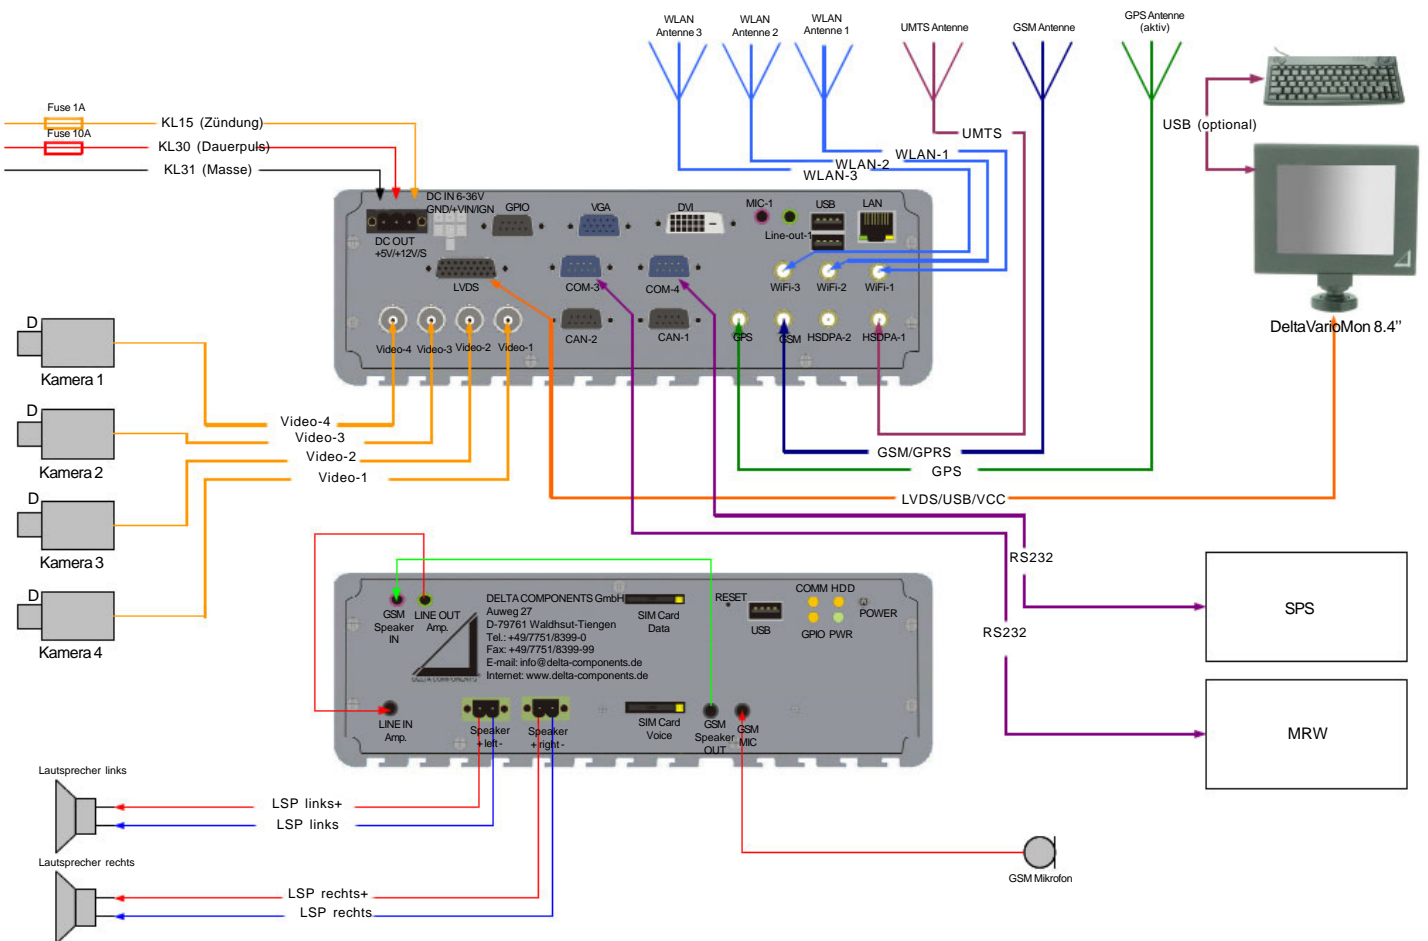 WLAN
Antenne 3
WLAN
Antenne 2
WLAN
Antenne 1
UMTS Antenne
GSM Antenne
GPS Antenne
(aktiv)
Fuse 1A
KL15 (Zündung)
Fuse 10A
KL30 (Dauerpuls)
KL31 (Masse)
UMTS
USB (optional)
WLAN-1
WLAN-2
WLAN-3
DC IN 6-36V
GND/+VIN/IGN
GPIO
VGA
DVI
MIC-1
USB
LAN
Line-out-1
DC OUT
+5V/+12V/S
LVDS
COM-3
COM-4
WiFi-3
WiFi-2
WiFi-1
Video-4
Video-3
Video-2
Video-1
CAN-2
CAN-1
GPS
GSM
HSDPA-2
HSDPA-1
DeltaVarioMon 8.4''
D
Kamera 1
D
Kamera 2
D
Kamera 3
D
Kamera 4
Video-4
Video-3
Video-2
Video-1
GSM/GPRS
GPS
LVDS/USB/VCC
RS232
RS232
SPS
MRW
GSM
Speaker
IN
LINE OUT
Amp.
DELTA COMPONENTS GmbH
Auweg 27
D-79761 Waldhsut-Tiengen
Tel.: +49/7751/8399-0
Fax: +49/7751/8399-99
E-mail: info@delta-components.de
Internet: www.delta-components.de
DELTA COMPONENTS
SIM Card
Data
RESET
USB
COMM HDD
GPIO PWR
POWER
LINE IN
Amp.
Speaker
+ left -
Speaker
+ right -
SIM Card
Voice
GSM
Speaker
OUT
GSM
MIC
Lautsprecher links
LSP links+
LSP links
Lautsprecher rechts
LSP rechts+
LSP rechts
GSM Mikrofon